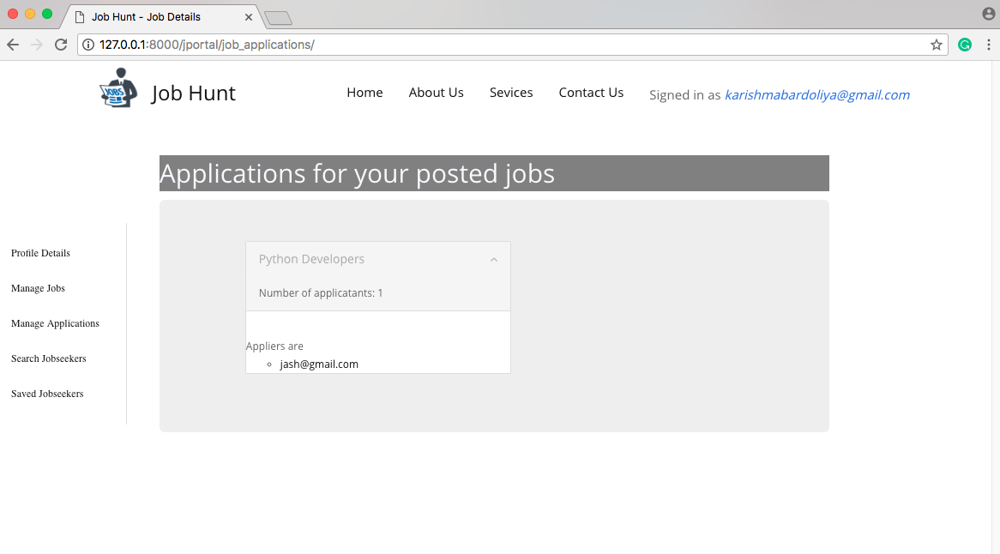 Job Hunt - Job Details
127.0.0.1:8000/jportal/job_applications/
JOBS
Job Hunt
Home
About Us
Sevices
Contact Us
Signed in as karishmabardoliya@gmail.com
Applications for your posted jobs
Profile Details
Manage Jobs
Manage Applications
Search Jobseekers
Saved Jobseekers
Python Developers
Number of applicatants: 1
Appliers are
jash@gmail.com